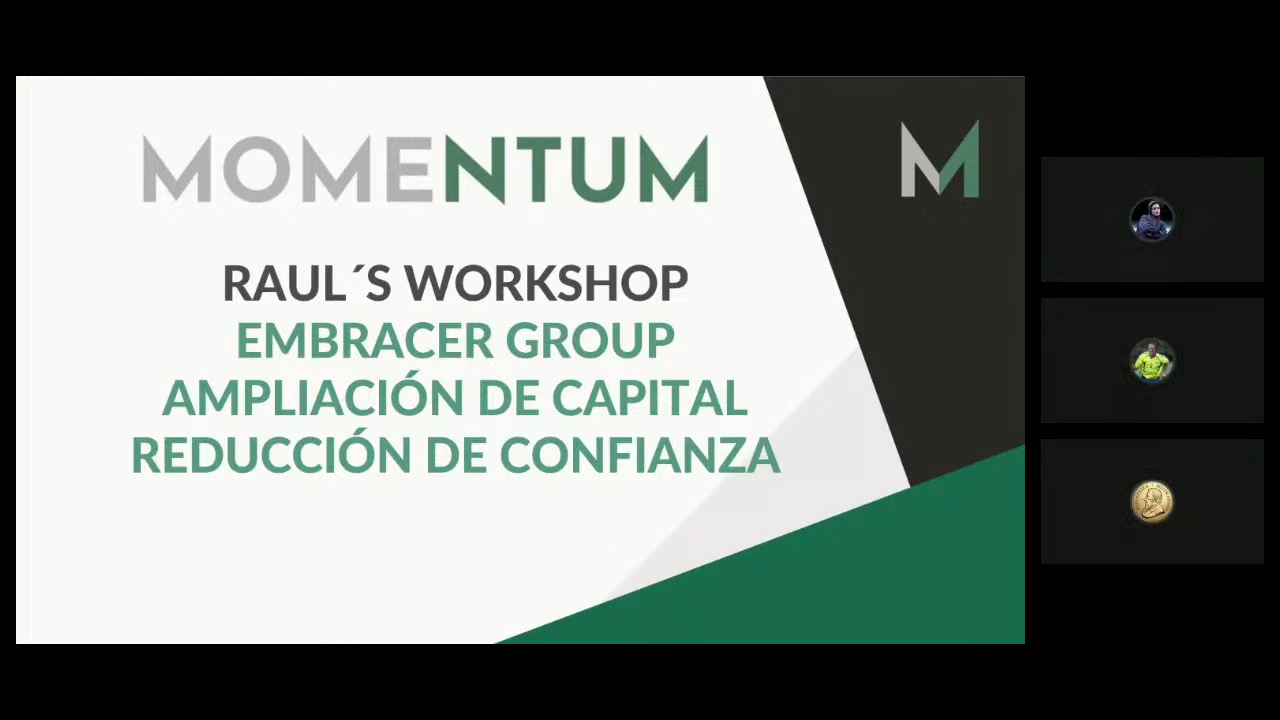 MOMENTUM
M
RAUL´S WORKSHOP
EMBRACER GROUP
AMPLIACIÓN DE CAPITAL
REDUCCIÓN DE CONFIANZA